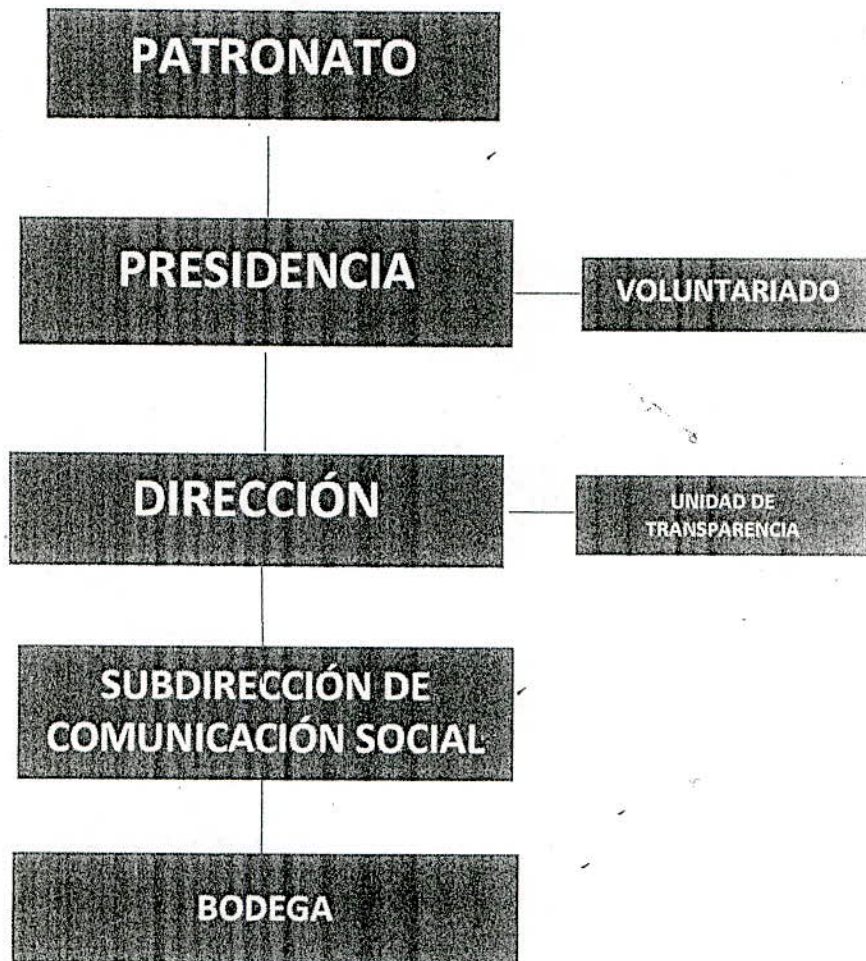 PATRONATO
PRESIDENCIA
VOLUNTARIADO
DIRECCIÓN
UNIDAD DE
TRANSPARENCIA
SUBDIRECCIÓN DE
COMUNICACIÓN SOCIAL
BODEGA